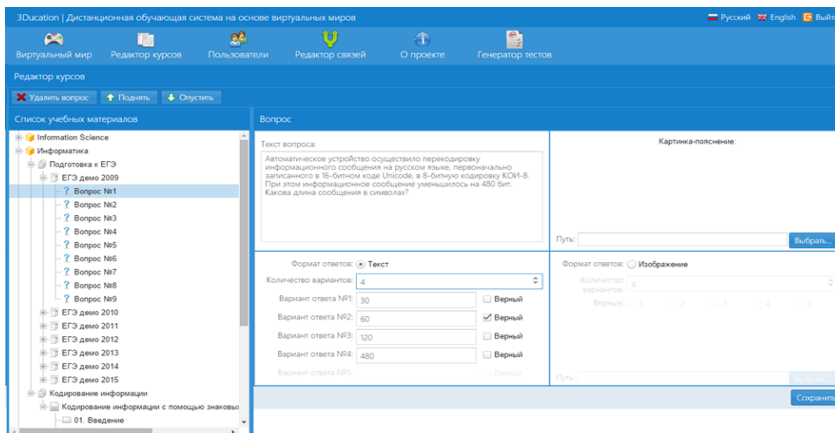 3Ducation | Дистанционная обучающая система на основе виртуальных миров
Русский English Выйти
Виртуальный мир Редактор курсов Пользователи Редактор связей О проекте Генератор тестов
Редактор курсов
Удалить вопрос Поднять Опустить
Список учебных материалов
Information Science
Информатика
Подготовка к ЕГЭ
ЕГЭ демо 2009
? Вопрос №1
? Вопрос №2
? Вопрос №3
? Вопрос №4
? Вопрос №5
? Вопрос №6
? Вопрос №7
? Вопрос №8
? Вопрос №9
ЕГЭ демо 2010
ЕГЭ демо 2011
ЕГЭ демо 2012
ЕГЭ демо 2013
ЕГЭ демо 2014
ЕГЭ демо 2015
Кодирование информации
Кодирование информации с помощью знаковых
01. Введение
Вопрос
Текст вопроса:
Автоматическое устройство осуществило перекодировку
информационного сообщения на русском языке, первоначально
записанного в 16-битном коде Unicode, в 8-битную кодировку КОИ-8.
При этом информационное сообщение уменьшилось на 480 бит.
Какова длина сообщения в символах?
Картинка-пояснение:
Путь: Выбрать...
Формат ответов: Текст
Количество вариантов: 4
Вариант ответа №1: 30 Верный
Вариант ответа №2: 60 Верный
Вариант ответа №3: 120 Верный
Вариант ответа №4: 480 Верный
Вариант ответа №5: Верный
Формат ответов: Изображение
Количество вариантов: 4
Верный: 1 2 3 4 5
Путь: Выбрать...
Сохранить